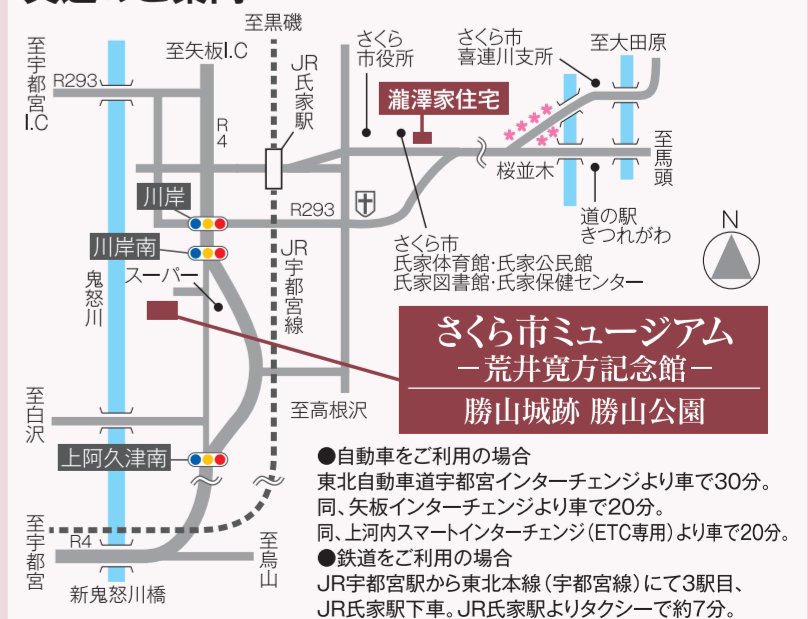 至黒磯
至宇都宮I.C
R293
至矢板I.C
R4
JR氏家駅
さくら
市役所
さくら市
喜連川支所
至大田原
瀧澤家住宅
桜並木
至馬頭
道の駅
きつれがわ
N
川岸
R293
川岸南
スーパー
鬼怒川
JR宇都宮線
さくら市
氏家体育館・氏家公民館
氏家図書館・氏家保健センター
さくら市ミュージアム
−荒井寛方記念館−
勝山城跡 勝山公園
至高根沢
至白沢
上阿久津南
至宇都宮
R4
至烏山
新鬼怒川橋
●自動車をご利用の場合
東北自動車道宇都宮インターチェンジより車で30分。
同、矢板インターチェンジより車で20分。
同、上河内スマートインターチェンジ(ETC専用)より車で20分。
●鉄道をご利用の場合
JR宇都宮駅から東北本線(宇都宮線)にて3駅目、
JR氏家駅下車。JR氏家駅よりタクシーで約7分。